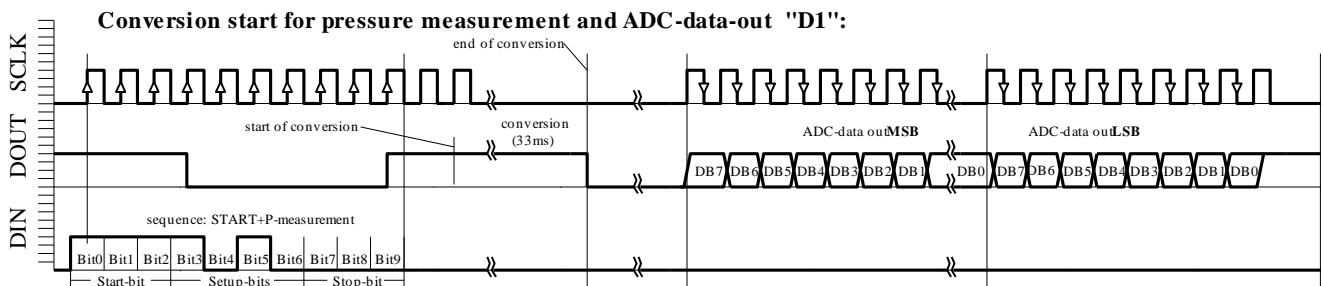 Conversion start for pressure measurement and ADC-data-out "D1":
end of conversion
SCLK
start of conversion
conversion
(33ms)
ADC-data outMSB
ADC-data outLSB
DOUT
DB7 DB6 DB5 DB4 DB3 DB2 DB1 DB0 DB7 DB6 DB5 DB4 DB3 DB2 DB1 DB0
sequence: START+P-measurement
DIN
Bit0 Bit1 Bit2 Bit3 Bit4 Bit5 Bit6 Bit7 Bit8 Bit9
Start-bit Setup-bits Stop-bit